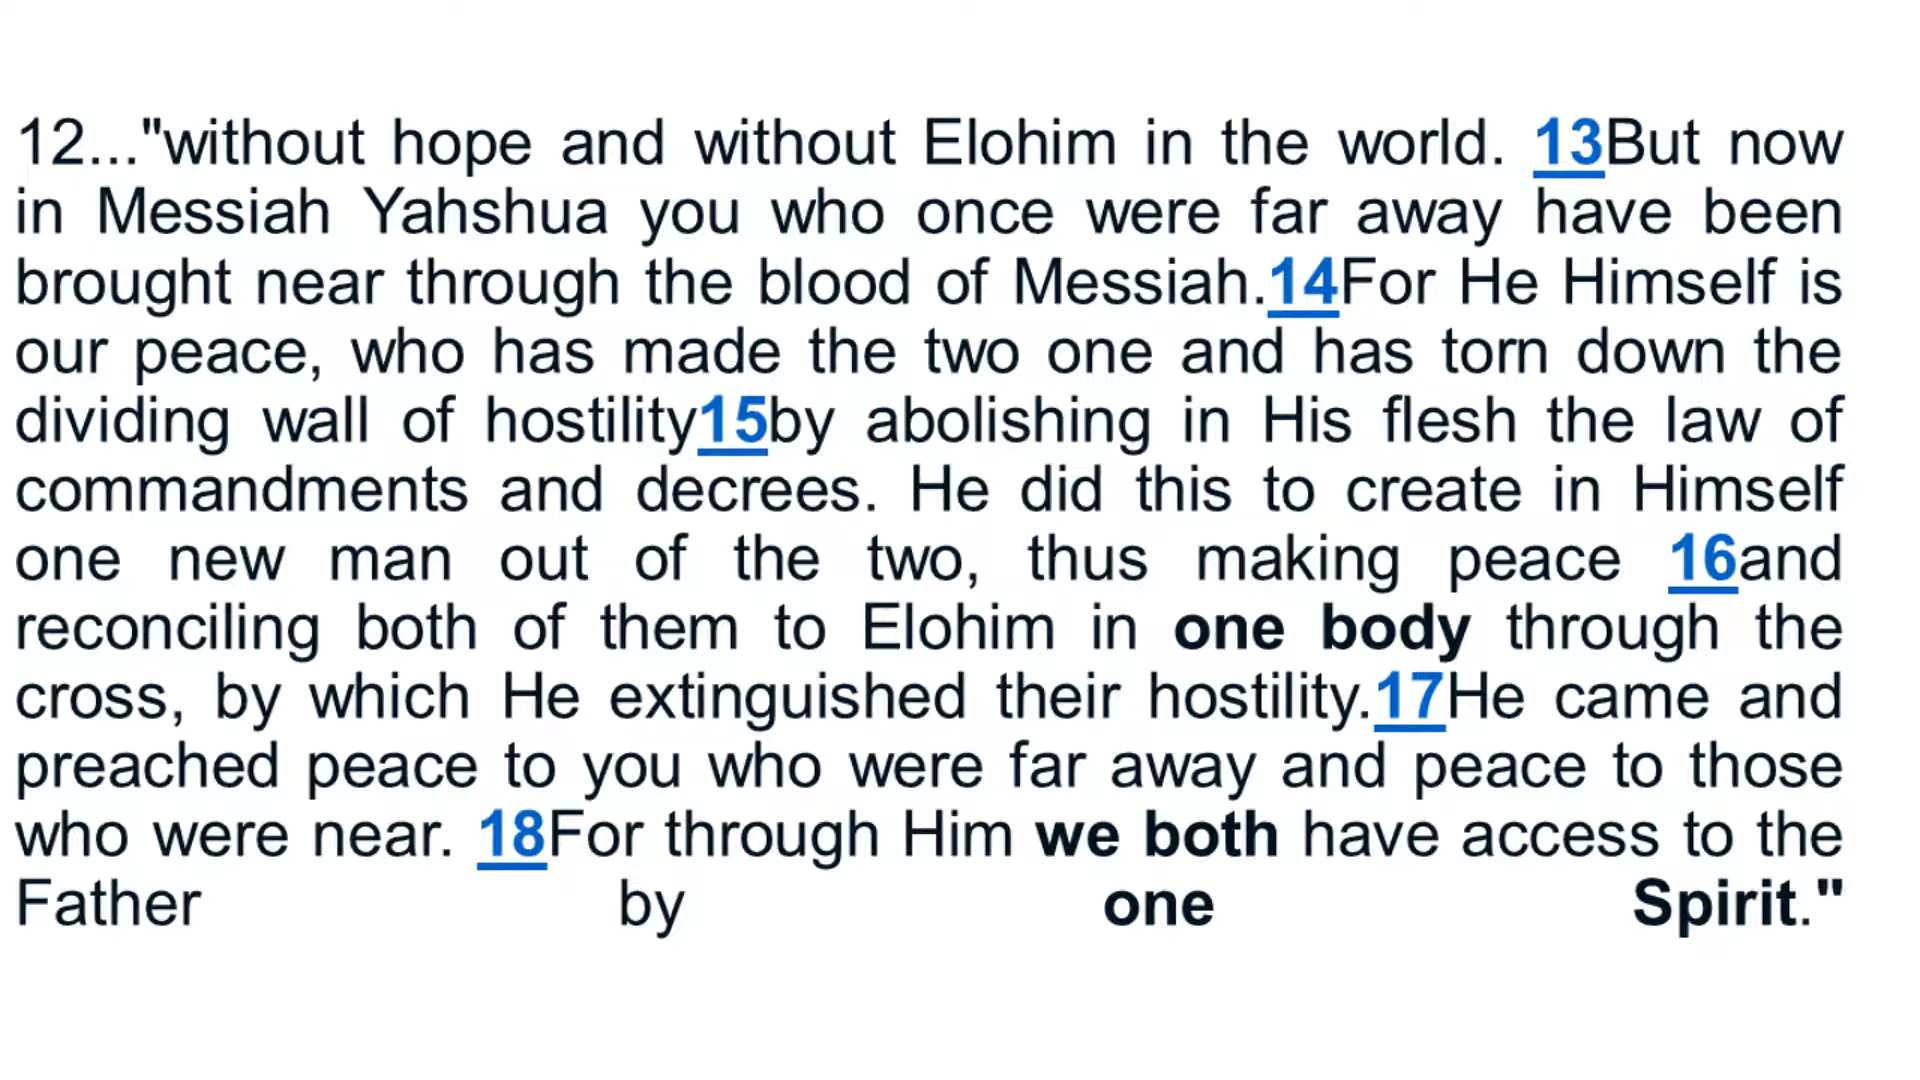 12..."without hope and without Elohim in the world. 13But now
in Messiah Yahshua you who once were far away have been
brought near through the blood of Messiah.14For He Himself is
our peace, who has made the two one and has torn down the
dividing wall of hostility15by abolishing in His flesh the law of
commandments and decrees. He did this to create in Himself
one new man out of the two, thus making peace 16and
reconciling both of them to Elohim in one body through the
cross, by which He extinguished their hostility.17He came and
preached peace to you who were far away and peace to those
who were near. 18For through Him we both have access to the
Father by one Spirit."